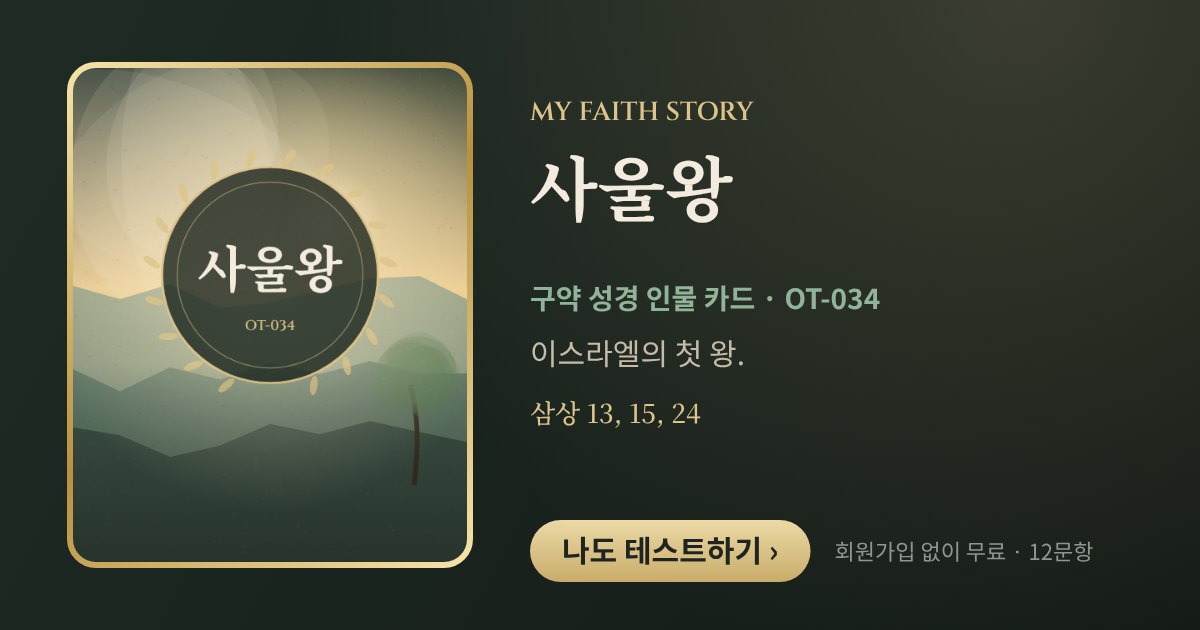 사울왕
OT-034
MY FAITH STORY
사울왕
구약 성경 인물 카드 · OT-034
이스라엘의 첫 왕.
삼상 13, 15, 24
나도 테스트하기 ›
회원가입 없이 무료 · 12문항